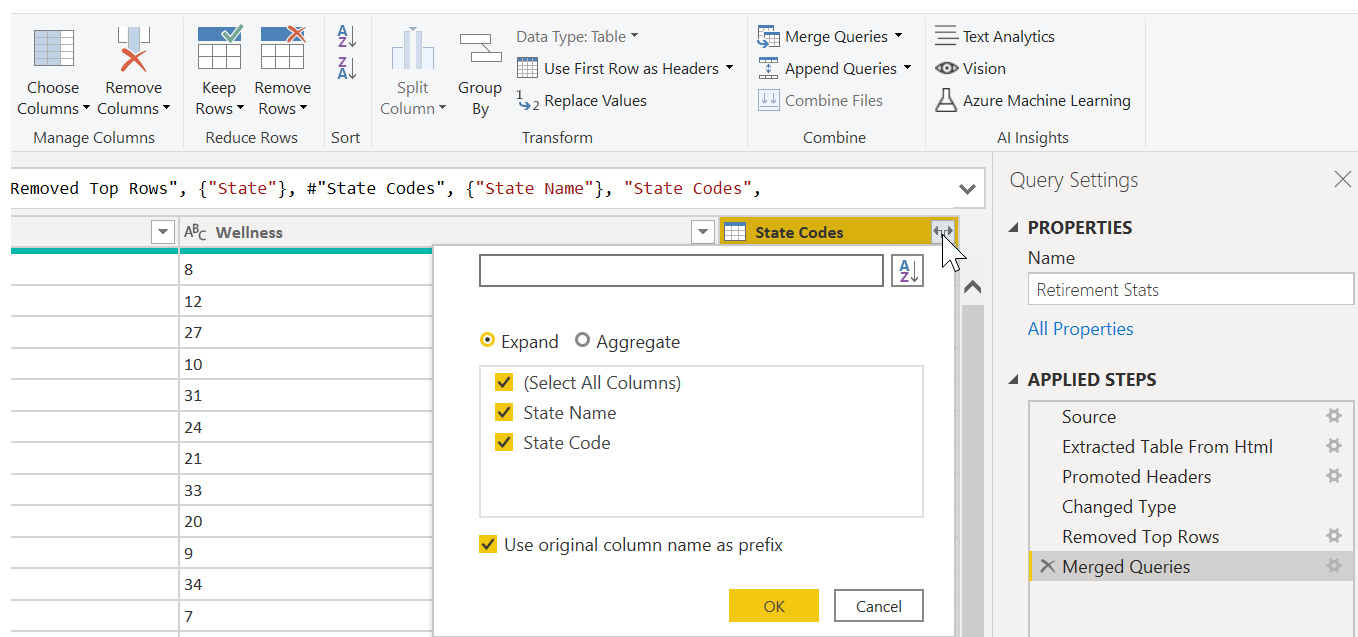 Choose
Columns
Remove
Columns
Manage Columns
Keep
Rows
Remove
Rows
Reduce Rows
A
Z
Z
A
Sort
Split
Column
Group
By
Data Type: Table
Use First Row as Headers
1
2
Replace Values
Transform
Merge Queries
Append Queries
Combine Files
Combine
Text Analytics
Vision
Azure Machine Learning
AI Insights
Removed Top Rows", {"State"}, #"State Codes", {"State Name"}, "State Codes",
ABC Wellness
State Codes
8
12
27
10
31
24
21
33
20
9
34
7
A
Z
Expand
Aggregate
(Select All Columns)
State Name
State Code
Use original column name as prefix
OK
Cancel
Query Settings
PROPERTIES
Name
Retirement Stats
All Properties
APPLIED STEPS
Source
Extracted Table From Html
Promoted Headers
Changed Type
Removed Top Rows
Merged Queries